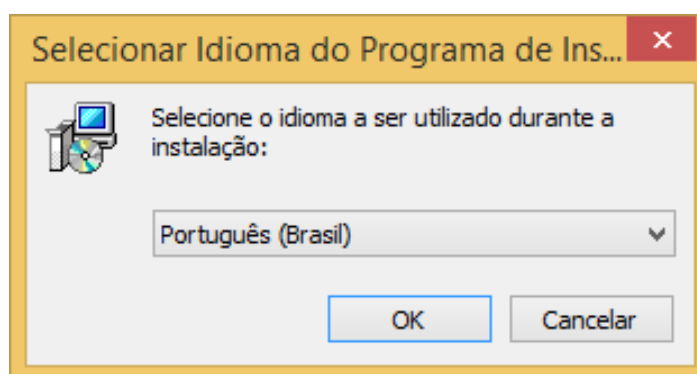 Selecionar Idioma do Programa de Ins...
Selecione o idioma a ser utilizado durante a
instalação:
Português (Brasil)
OK Cancelar